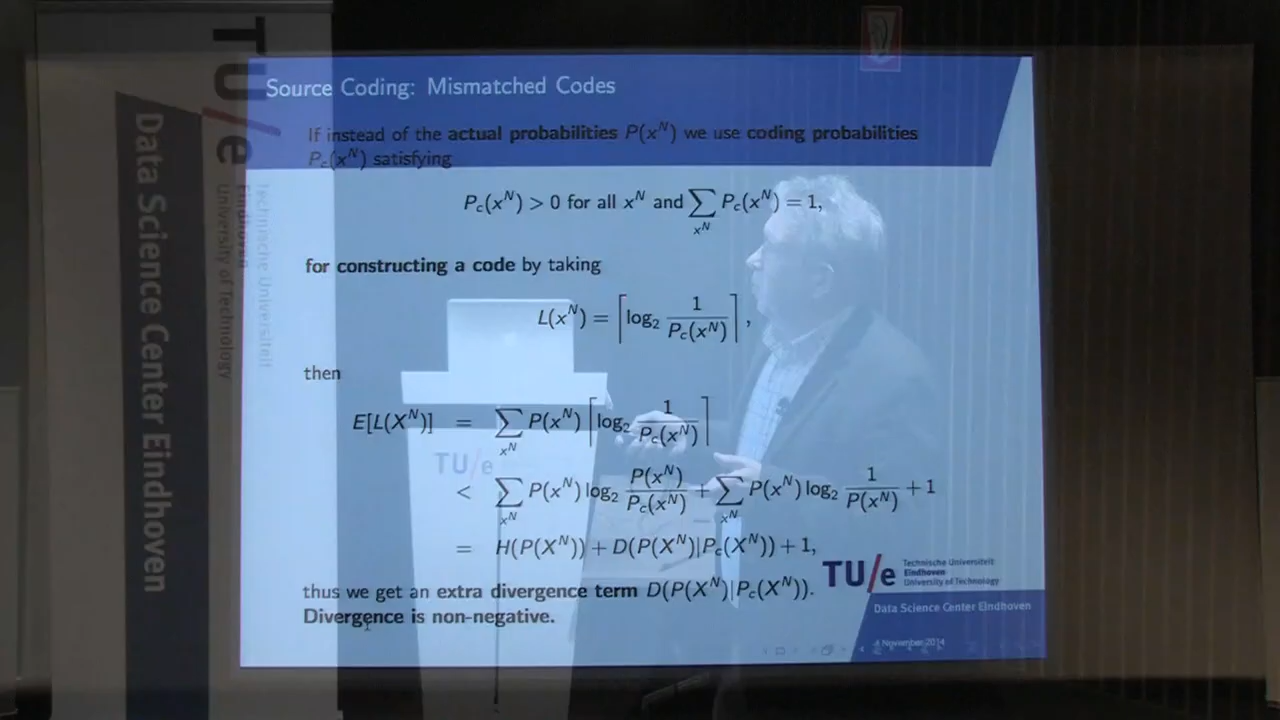 Source Coding: Mismatched Codes
If instead of the actual probabilities P(x^N) we use coding probabilities
P_c(x^N) satisfying
P_c(x^N) > 0 for all x^N and ∑_{x^N} P_c(x^N) = 1,
for constructing a code by taking
L(x^N) = ⌈log₂ 1/P_c(x^N)⌉,
then
E[L(X^N)] = ∑_{x^N} P(x^N) ⌈log₂ 1/P_c(x^N)⌉
< ∑_{x^N} P(x^N) log₂ P(x^N)/P_c(x^N) + ∑_{x^N} P(x^N) log₂ 1/P(x^N) + 1
= H(P(X^N)) + D(P(X^N)|P_c(X^N)) + 1,
thus we get an extra divergence term D(P(X^N)|P_c(X^N)).
Divergence is non-negative.
TU/e
Technische Universiteit
Eindhoven
University of Technology
Data Science Center Eindhoven
4 November 2014
TU/e
Technische Universiteit
Eindhoven
University of Technology
Data Science Center Eindhoven
TU/e